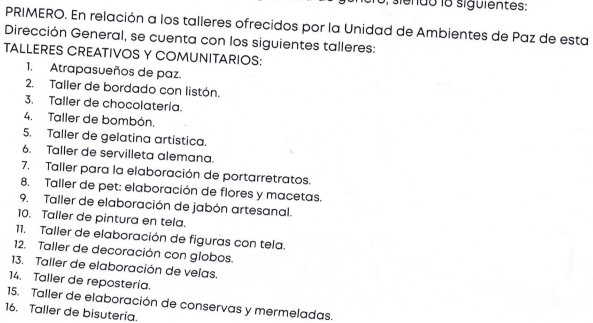 siendo lo siguientes:
PRIMERO. En relación a los talleres ofrecidos por la Unidad de Ambientes de Paz de esta
Dirección General, se cuenta con los siguientes talleres:
TALLERES CREATIVOS Y COMUNITARIOS:
1. Atrapasueños de paz.
2. Taller de bordado con listón.
3. Taller de chocolatería.
4. Taller de bombón.
5. Taller de gelatina artística.
6. Taller de servilleta alemana.
7. Taller para la elaboración de portarretratos.
8. Taller de pet: elaboración de flores y macetas.
9. Taller de elaboración de jabón artesanal.
10. Taller de pintura en tela.
11. Taller de elaboración de figuras con tela.
12. Taller de decoración con globos.
13. Taller de elaboración de velas.
14. Taller de repostería.
15. Taller de elaboración de conservas y mermeladas.
16. Taller de bisutería.